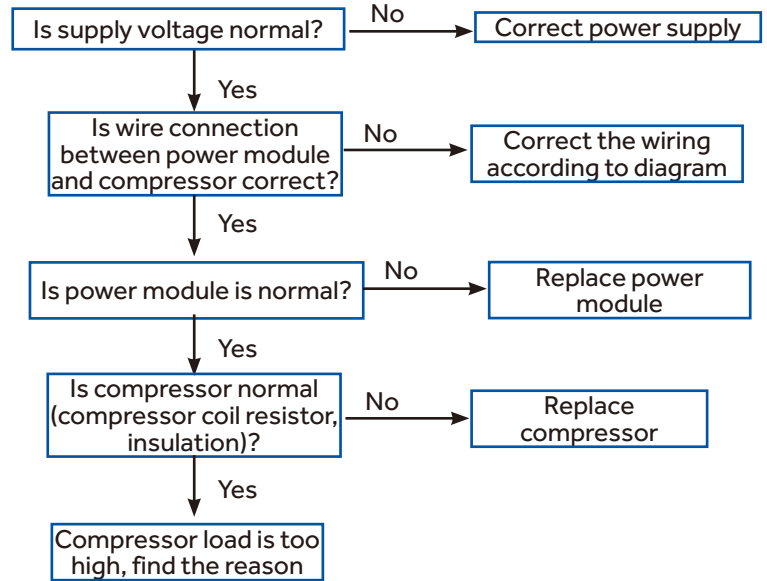 Is supply voltage normal?
No
Correct power supply
Yes
Is wire connection
between power module
and compressor correct?
No
Correct the wiring
according to diagram
Yes
Is power module is normal?
No
Replace power
module
Yes
Is compressor normal
(compressor coil resistor,
insulation)?
No
Replace
compressor
Yes
Compressor load is too
high, find the reason